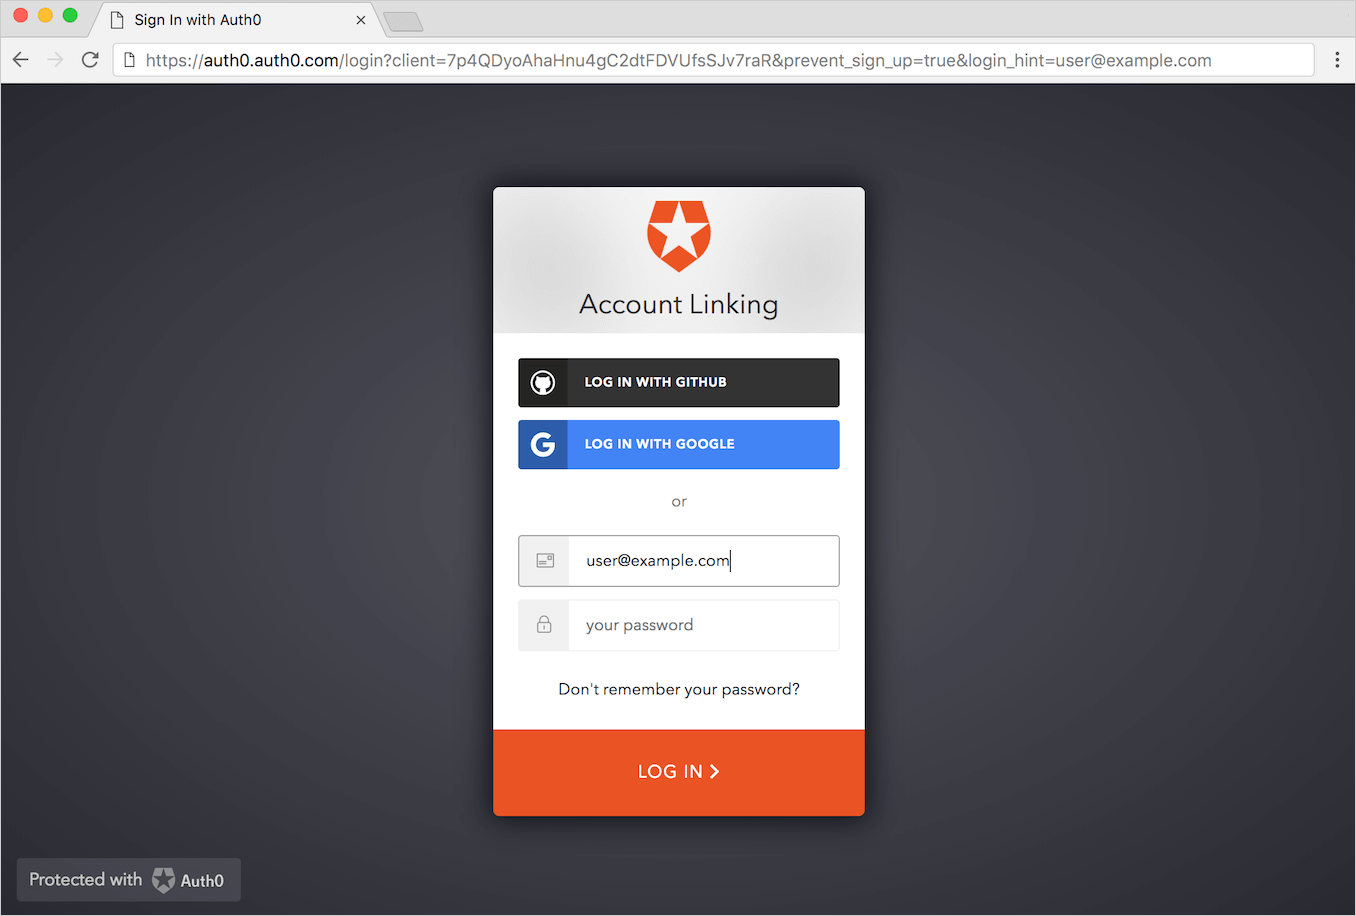 Sign In with Auth0
https://auth0.auth0.com/login?client=7p4QDyoAhaHnu4gC2dtFDVUfsSJv7raR&prevent_sign_up=true&login_hint=user@example.com
Account Linking
LOG IN WITH GITHUB
LOG IN WITH GOOGLE
or
user@example.com
your password
Don't remember your password?
LOG IN
Protected with Auth0